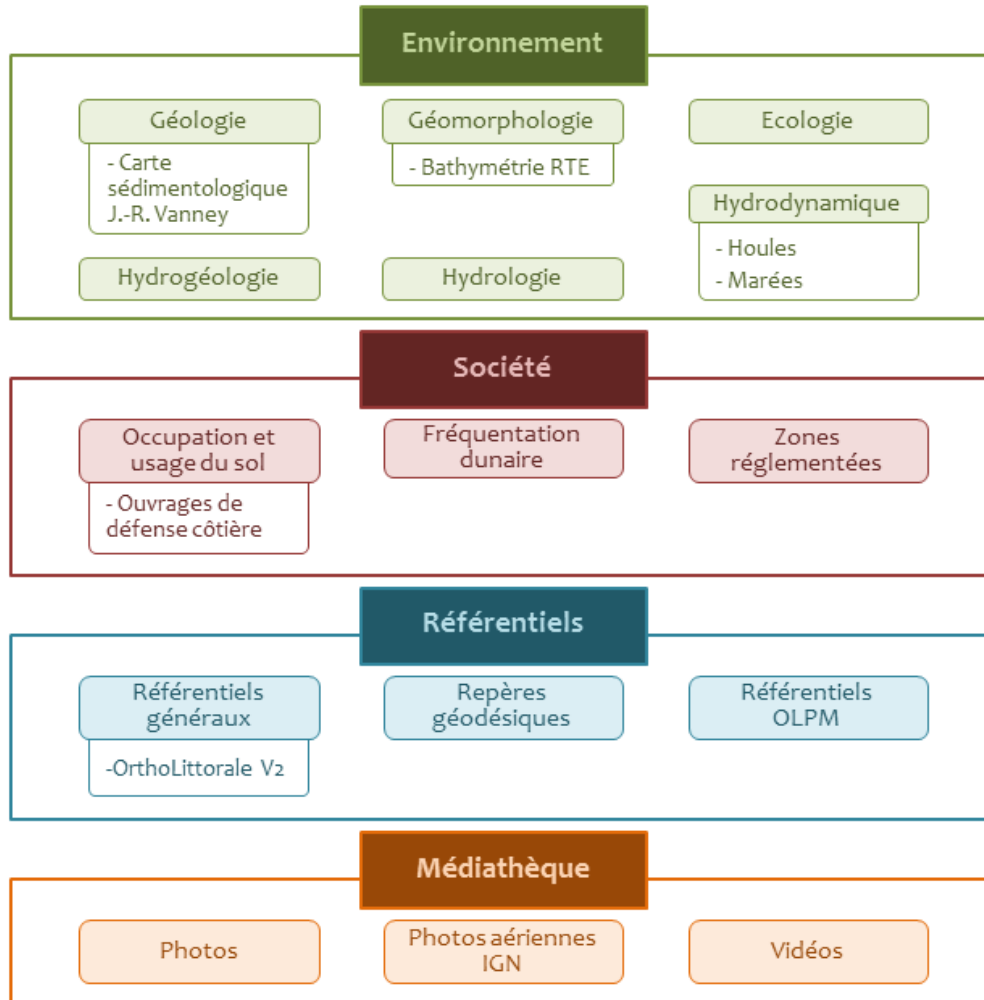 Environnement
Géologie
- Carte
sédimentologique
J.-R. Vanney
Géomorphologie
- Bathymétrie RTE
Ecologie
Hydrodynamique
- Houles
- Marées
Hydrogéologie
Hydrologie
Société
Occupation et
usage du sol
- Ouvrages de
défense côtière
Fréquentation
dunaire
Zones
réglementées
Référentiels
Référentiels
généraux
-OrthoLittorale V2
Repères
géodésiques
Référentiels
OLPM
Médiathèque
Photos
Photos aériennes
IGN
Vidéos